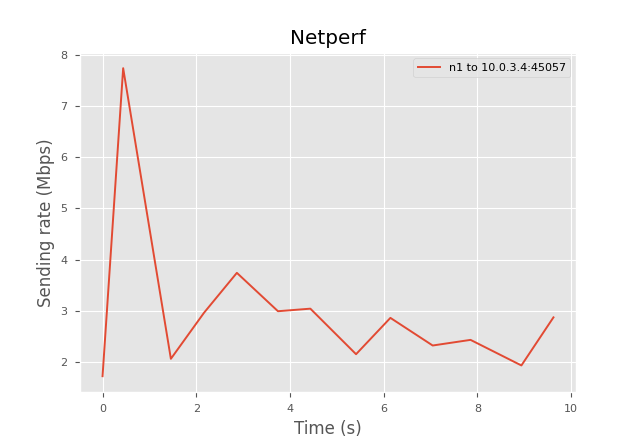 Netperf
n1 to 10.0.3.4:45057
Sending rate (Mbps)
8
7
6
5
4
3
2
0 2 4 6 8 10
Time (s)